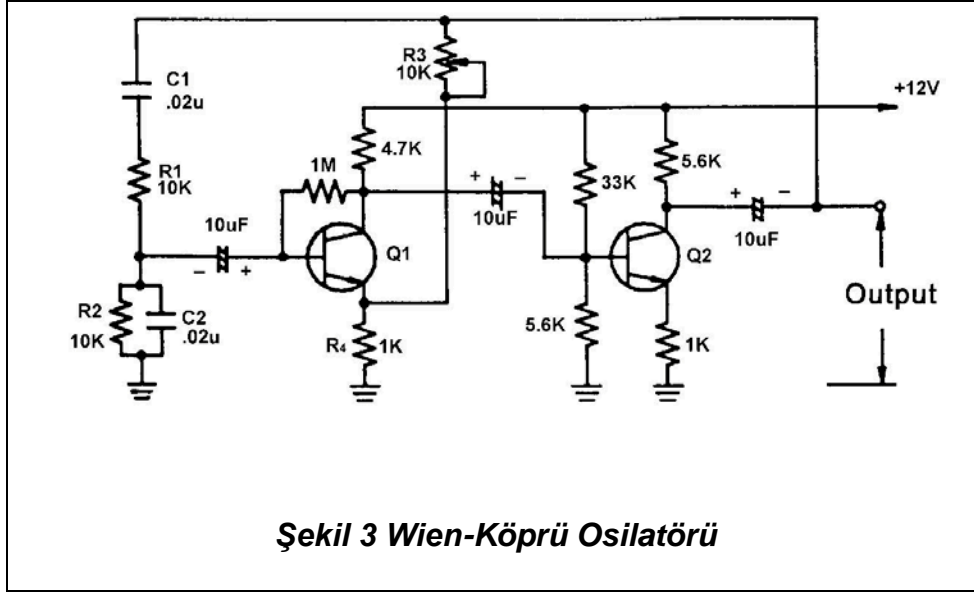 R3
10K
C1
.02u
+12V
4.7K
5.6K
1M
33K
R1
10K
+ −
10uF
+ −
10uF
10uF
− +
Q1
Q2
Output
R2
10K
C2
.02u
5.6K
R4 1K
1K
Şekil 3 Wien-Köprü Osilatörü